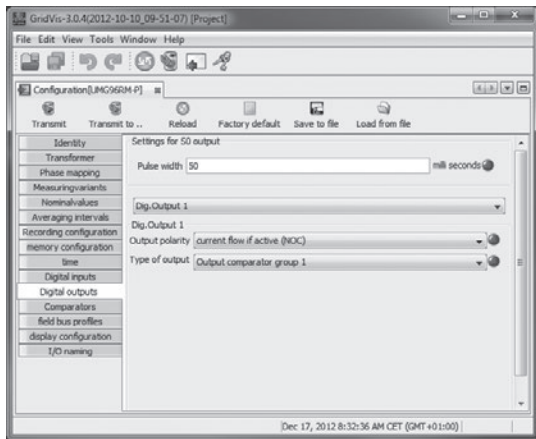 GridVis-3.0.4(2012-10-10_09-51-07) [Project]
File Edit View Tools Window Help
Configuration[UMG96RM-P]
Transmit Transmit to .. Reload Factory default Save to file Load from file
Identity
Transformer
Phase mapping
Measuringvariants
Nominalvalues
Averaging intervals
Recording configuration
memory configuration
time
Digital inputs
Digital outputs
Comparators
field bus profiles
display configuration
I/O naming
Settings for S0 output
Pulse width 50 milli seconds
Dig.Output 1
Dig.Output 1
Output polarity current flow if active (NOC)
Type of output Output comparator group 1
Dec 17, 2012 8:32:36 AM CET (GMT+01:00)